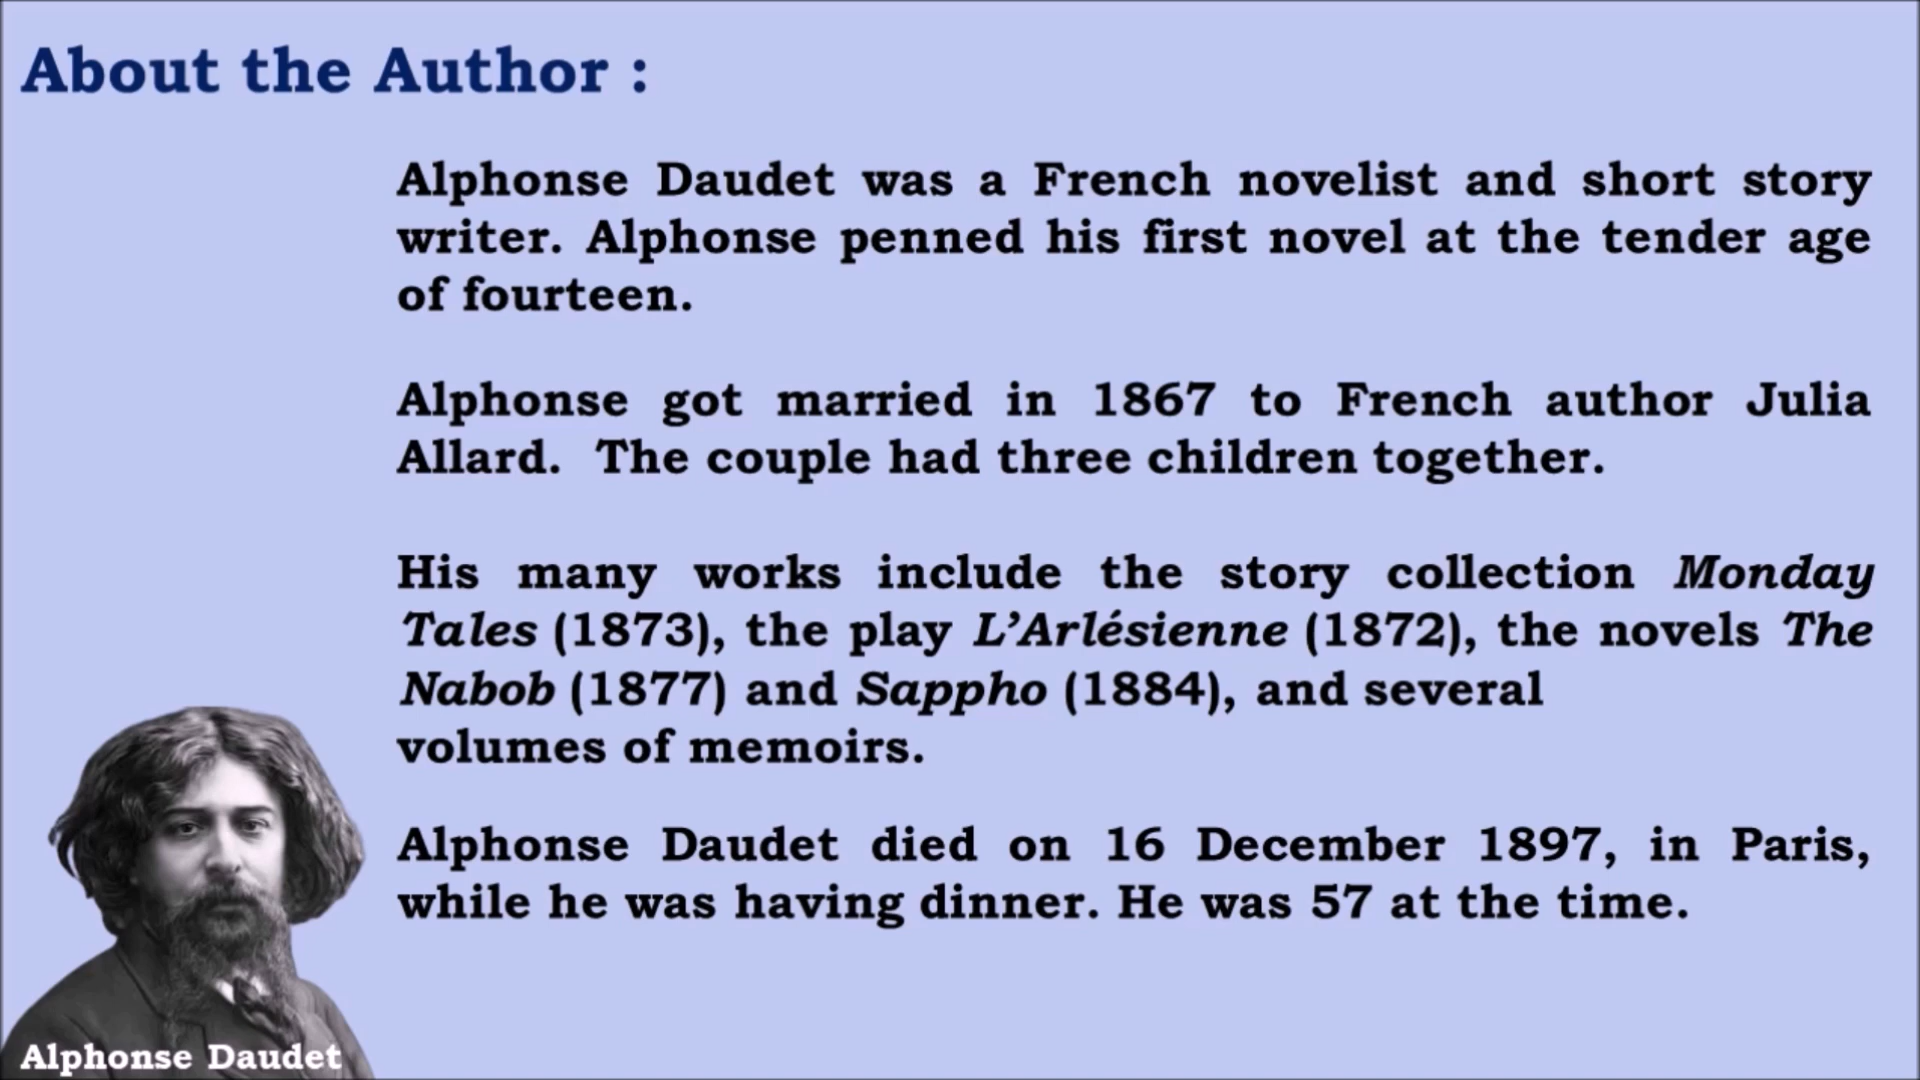 About the Author :
Alphonse Daudet was a French novelist and short story
writer. Alphonse penned his first novel at the tender age
of fourteen.
Alphonse got married in 1867 to French author Julia
Allard. The couple had three children together.
His many works include the story collection Monday
Tales (1873), the play L’Arlésienne (1872), the novels The
Nabob (1877) and Sappho (1884), and several
volumes of memoirs.
Alphonse Daudet died on 16 December 1897, in Paris,
while he was having dinner. He was 57 at the time.
Alphonse Daudet